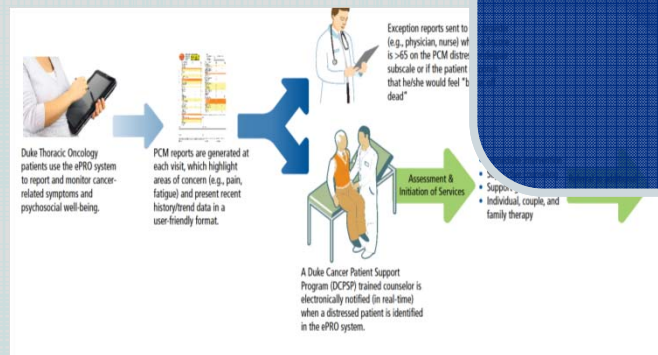 Duke Thoracic Oncology
patients use the ePRO system
to report and monitor cancer-
related symptoms and
psychosocial well-being.
PCM reports are generated at
each visit, which highlight
areas of concern (e.g., pain,
fatigue) and present recent
history/trend data in a
user-friendly format.
Exception reports sent to
(e.g., physician, nurse)
is >65 on the PCM
subscale or if the patient
that he/she would feel
dead"
A Duke Cancer Patient Support
Program (DCPSP) trained counselor is
electronically notified (in real-time)
when a distressed patient is identified
in the ePRO system.
Assessment &
Initiation of Services
• Individual, couple, and
family therapy